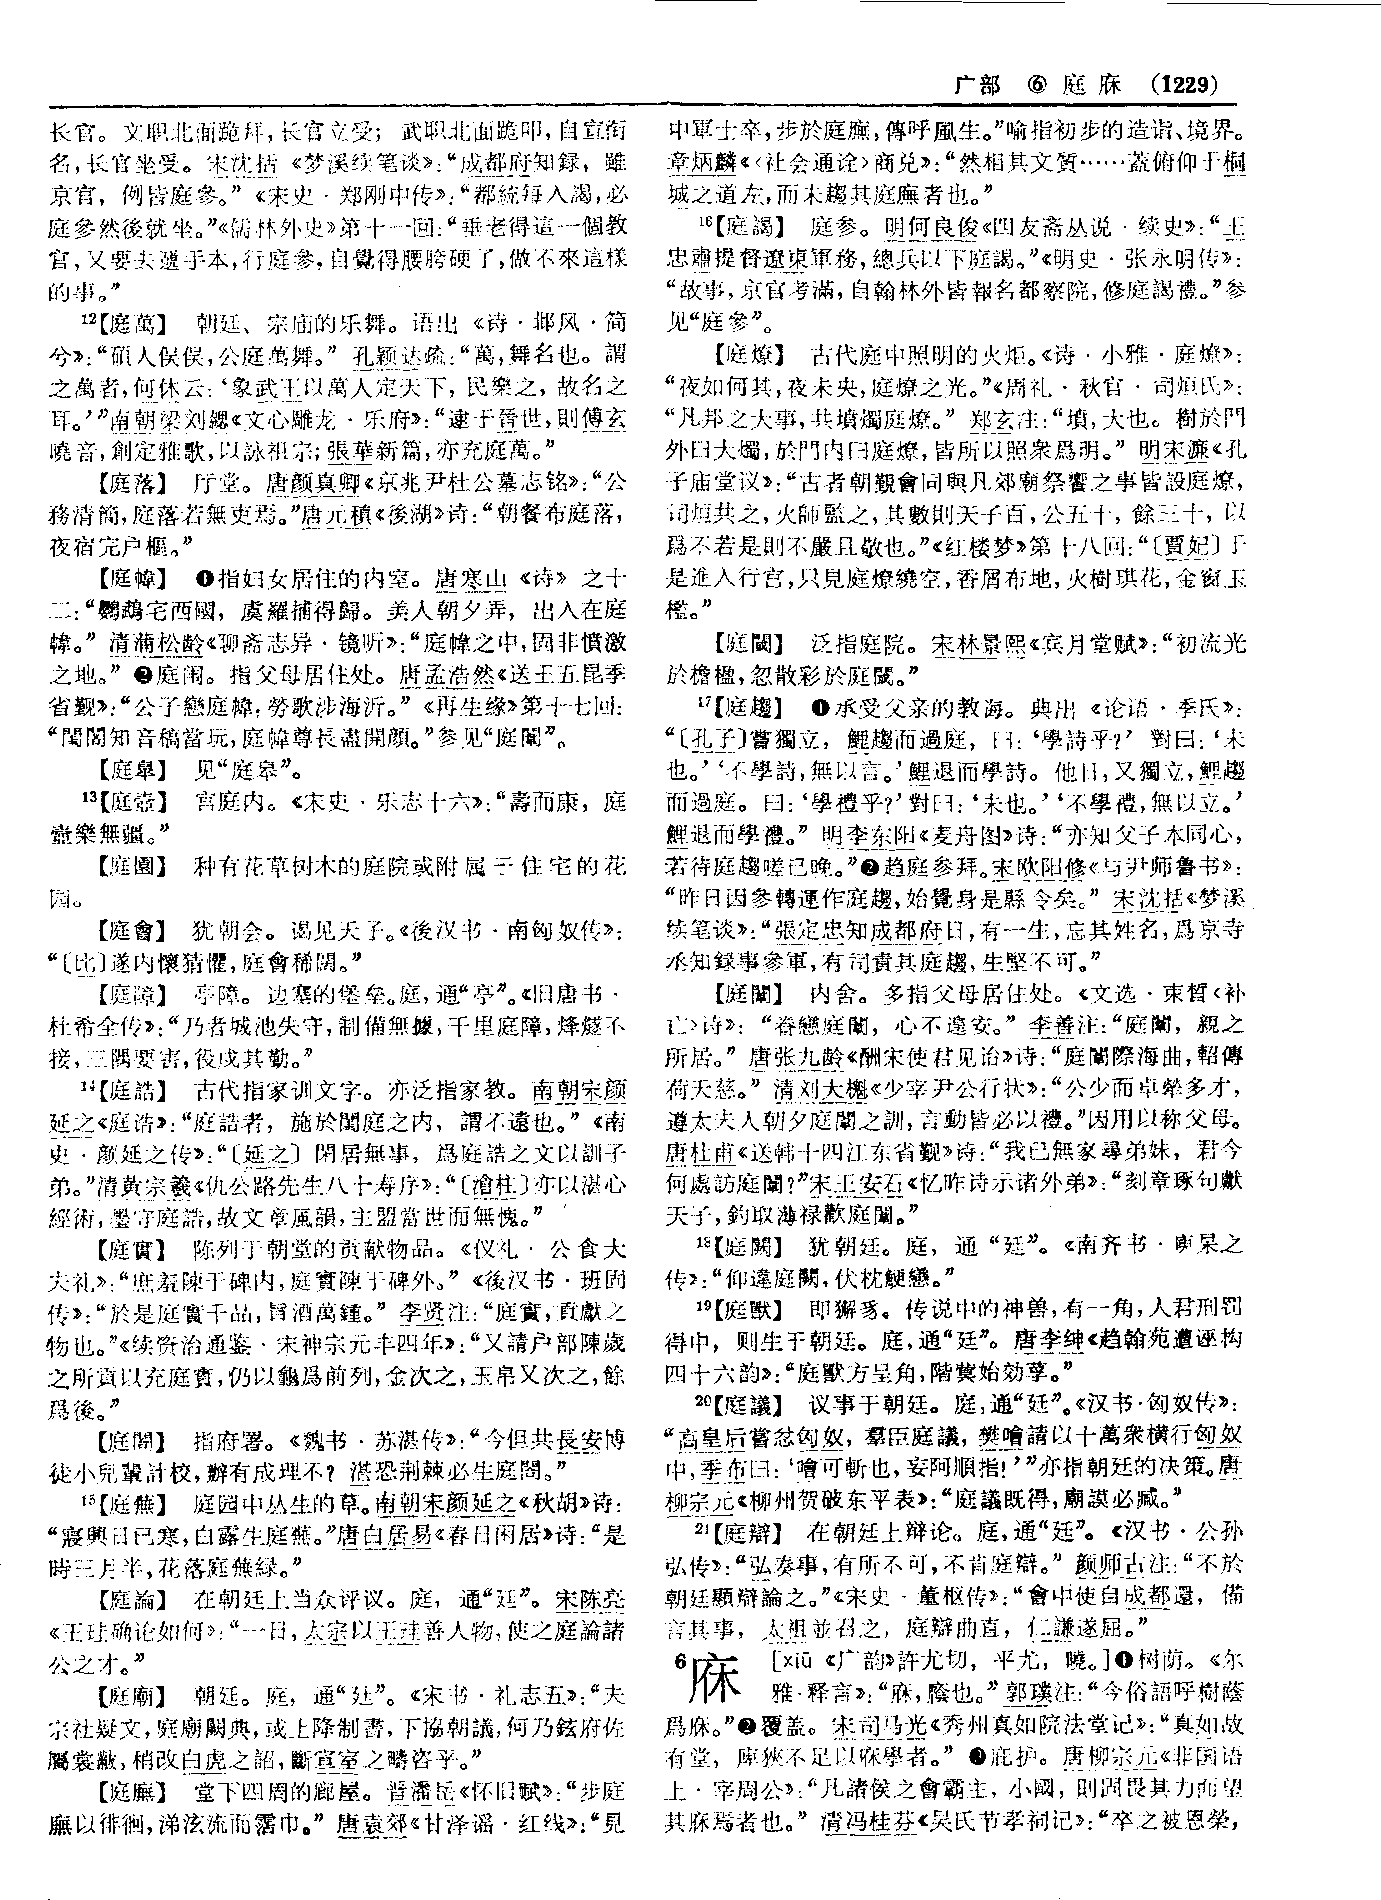 广部 ⑥ 庭庥 (1229)
长官。文职北面跪拜，长官立受；武职北面跪叩，自宣衔
名，长官坐受。宋沈括《梦溪续笔谈》：“成都府知録，雖
京官，例皆庭參。”《宋史·郑刚中传》：“都統每入謁，必
庭參然後就坐。”《儒林外史》第十一回：“垂老得這一個教
官，又要去遞手本，行庭參，自覺得腰胯硬了，做不來這樣
的事。”
12【庭萬】 朝廷、宗庙的乐舞。语出《诗·邶风·简
兮》：“碩人俁俁，公庭萬舞。”孔颖达疏：“萬，舞名也。謂
之萬者，何休云：‘象武王以萬人定天下，民樂之，故名之
耳。’”南朝梁刘勰《文心雕龙·乐府》：“逮于晉世，則傅玄
曉音，創定雅歌，以詠祖宗；張華新篇，亦充庭萬。”
【庭落】 厅堂。唐颜真卿《京兆尹杜公墓志铭》：“公
務清簡，庭落若無吏焉。”唐元稹《後湖》诗：“朝餐布庭落，
夜宿完户樞。”
【庭幃】 ❶指妇女居住的内室。唐寒山《诗》之十
二：“鸚鵡宅西國，虞羅捕得歸。美人朝夕弄，出入在庭
幃。”清蒲松龄《聊斋志异·镜听》：“庭幃之中，固非憤激
之地。”❷庭闱。指父母居住处。唐孟浩然《送王五昆季
省觐》：“公子戀庭幃，勞歌涉海沂。”《再生缘》第十七回：
“閨閣知音稿當玩，庭幃尊長盡開顔。”参见“庭闈”。
【庭皋】 见“庭皋”。
13【庭壼】 宫庭内。《宋史·乐志十六》：“壽而康，庭
壼樂無疆。”
【庭園】 种有花草树木的庭院或附属于住宅的花
园。
【庭會】 犹朝会。谒见天子。《後汉书·南匈奴传》：
“〔比〕遂内懷猜懼，庭會稀闊。”
【庭障】 亭障。边塞的堡垒。庭，通“亭”。《旧唐书·
杜希全传》：“乃者城池失守，制備無據，千里庭障，烽燧不
接，三隅要害，役戍其勤。”
14【庭誥】 古代指家训文字。亦泛指家教。南朝宋颜
延之《庭诰》：“庭誥者，施於閨庭之内，謂不遠也。”《南
史·颜延之传》：“〔延之〕閑居無事，爲庭誥之文以訓子
弟。”清黄宗羲《仇公路先生八十寿序》：“〔滄柱〕亦以湛心
經術，墨守庭誥，故文章風韻，主盟當世而無愧。”
【庭實】 陈列于朝堂的贡献物品。《仪礼·公食大
夫礼》：“庶羞陳于碑内，庭實陳于碑外。”《後汉书·班固
传》：“於是庭實千品，旨酒萬鍾。”李贤注：“庭實，貢獻之
物也。”《续资治通鉴·宋神宗元丰四年》：“又請户部陳歲
之所貢以充庭實，仍以龜爲前列，金次之，玉帛又次之，餘
爲後。”
【庭閣】 指府署。《魏书·苏湛传》：“今但共長安博
徒小兒輩計校，辦有成理不？湛恐荆棘必生庭閣。”
15【庭蕪】 庭园中丛生的草。南朝宋颜延之《秋胡》诗：
“寢興日已寒，白露生庭蕪。”唐白居易《春日闲居》诗：“是
時三月半，花落庭蕪緑。”
【庭論】 在朝廷上当众评议。庭，通“廷”。宋陈亮
《王珪确论如何》：“一日，太宗以王珪善人物，使之庭論諸
公之才。”
【庭廟】 朝廷。庭，通“廷”。《宋书·礼志五》：“夫
宗社疑文，庭廟闕典，或上降制書，下協朝議，何乃鉉府佐
屬裳黻，梢改白虎之詔，斷宣室之疇咨乎。”
【庭廡】 堂下四周的廊屋。晋潘岳《怀旧赋》：“步庭
廡以徘徊，涕泫流而霑巾。”唐袁郊《甘泽谣·红线》：“見
中軍士卒，步於庭廡，傳呼風生。”喻指初步的造诣、境界。
章炳麟《〈社会通诠〉商兑》：“然相其文質……蓋俯仰于桐
城之道左，而未趨其庭廡者也。”
16【庭謁】 庭参。明何良俊《四友斋丛说·续史》：“王
忠肅提督遼東軍務，總兵以下庭謁。”《明史·张永明传》：
“故事，京官考滿，自翰林外皆報名都察院，修庭謁禮。”参
见“庭參”。
【庭燎】 古代庭中照明的火炬。《诗·小雅·庭燎》：
“夜如何其，夜未央，庭燎之光。”《周礼·秋官·司烜氏》：
“凡邦之大事，共墳燭庭燎。”郑玄注：“墳，大也。樹於門
外曰大燭，於門内曰庭燎，皆所以照衆爲明。”明宋濂《孔
子庙堂议》：“古者朝覲會同與凡郊廟祭饗之事皆設庭燎，
司烜共之，火師監之，其數則天子百，公五十，餘三十，以
爲不若是則不嚴且敬也。”《红楼梦》第十八回：“〔賈妃〕于
是進入行宫，只見庭燎繞空，香屑布地，火樹琪花，金窗玉
檻。”
【庭閾】 泛指庭院。宋林景熙《宾月堂赋》：“初流光
於檐楹，忽散彩於庭閾。”
17【庭趨】 ❶承受父亲的教诲。典出《论语·季氏》：
“〔孔子〕嘗獨立，鯉趨而過庭，曰：‘學詩乎？’對曰：‘未
也。’‘不學詩，無以言。’鯉退而學詩。他日，又獨立，鯉趨
而過庭。曰：‘學禮乎？’對曰：‘未也。’‘不學禮，無以立。’
鯉退而學禮。”明李东阳《麦舟图》诗：“亦知父子本同心，
若待庭趨嗟已晚。”❷趋庭参拜。宋欧阳修《与尹师鲁书》：
“昨日因參轉運作庭趨，始覺身是縣令矣。”宋沈括《梦溪
续笔谈》：“張定忠知成都府日，有一生，忘其姓名，爲京寺
丞知録事參軍，有司責其庭趨，生堅不可。”
【庭闈】 内舍。多指父母居住处。《文选·束皙〈补
亡〉诗》：“眷戀庭闈，心不遑安。”李善注：“庭闈，親之
所居。”唐张九龄《酬宋使君见诒》诗：“庭闈際海曲，軺傳
荷天慈。”清刘大櫆《少宰尹公行状》：“公少而卓犖多才，
遵太夫人朝夕庭闈之訓，言動皆必以禮。”因用以称父母。
唐杜甫《送韩十四江东省觐》诗：“我已無家尋弟妹，君今
何處訪庭闈？”宋王安石《忆昨诗示诸外弟》：“刻章琢句獻
天子，釣取薄禄歡庭闈。”
18【庭闕】 犹朝廷。庭，通“廷”。《南齐书·虞杲之
传》：“仰違庭闕，伏枕鯁戀。”
19【庭獸】 即獬豸。传说中的神兽，有一角，人君刑罚
得中，则生于朝廷。庭，通“廷”。唐李绅《趋翰苑遭诬构
四十六韵》：“庭獸方呈角，階蓂始効莩。”
20【庭議】 议事于朝廷。庭，通“廷”。《汉书·匈奴传》：
“高皇后嘗忿匈奴，羣臣庭議，樊噲請以十萬衆横行匈奴
中，季布曰：‘噲可斬也，妄阿順指！’”亦指朝廷的决策。唐
柳宗元《柳州贺破东平表》：“庭議既得，廟謨必臧。”
21【庭辯】 在朝廷上辩论。庭，通“廷”。《汉书·公孙
弘传》：“弘奏事，有所不可，不肯庭辯。”颜师古注：“不於
朝廷顯辯論之。”《宋史·董枢传》：“會中使自成都還，備
言其事，太祖並召之，庭辯曲直，仁謙遂屈。”
6庥 [xiū《广韵》許尤切，平尤，曉。]❶树荫。《尔
雅·释言》：“庥，廕也。”郭璞注：“今俗語呼樹蔭
爲庥。”❷覆盖。宋司马光《秀州真如院法堂记》：“真如故
有堂，庳狹不足以庥學者。”❸庇护。唐柳宗元《非国语
上·宰周公》：“凡諸侯之會霸主，小國，則固畏其力而望
其庥焉者也。”清冯桂芬《吴氏节孝祠记》：“卒之被恩榮，